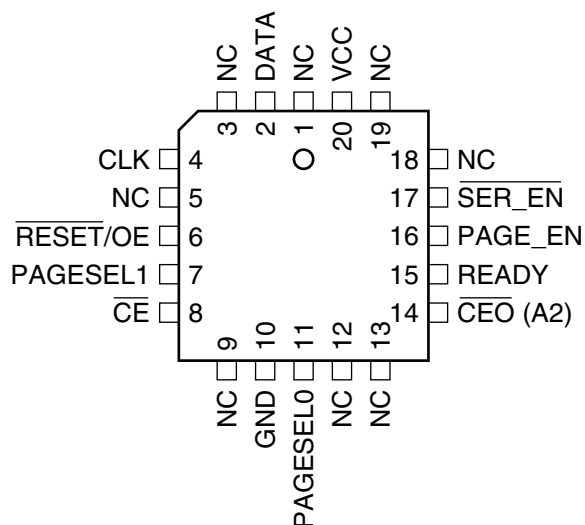 NC
DATA
NC
VCC
NC
3
2
1
20
19
CLK 4
18 NC
NC 5
17 SER_EN
RESET/OE 6
16 PAGE_EN
PAGESEL1 7
15 READY
CE 8
14 CEO (A2)
9
10
11
12
13
NC
GND
PAGESEL0
NC
NC